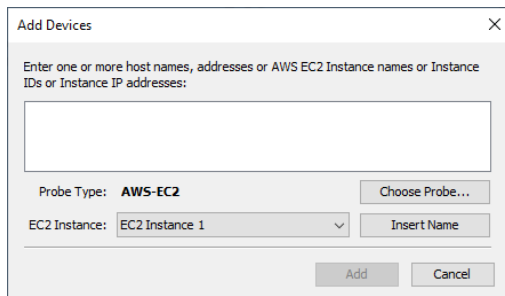 Add Devices
Enter one or more host names, addresses or AWS EC2 Instance names or Instance
IDs or Instance IP addresses:
Probe Type: AWS-EC2 Choose Probe...
EC2 Instance: EC2 Instance 1 Insert Name
Add Cancel